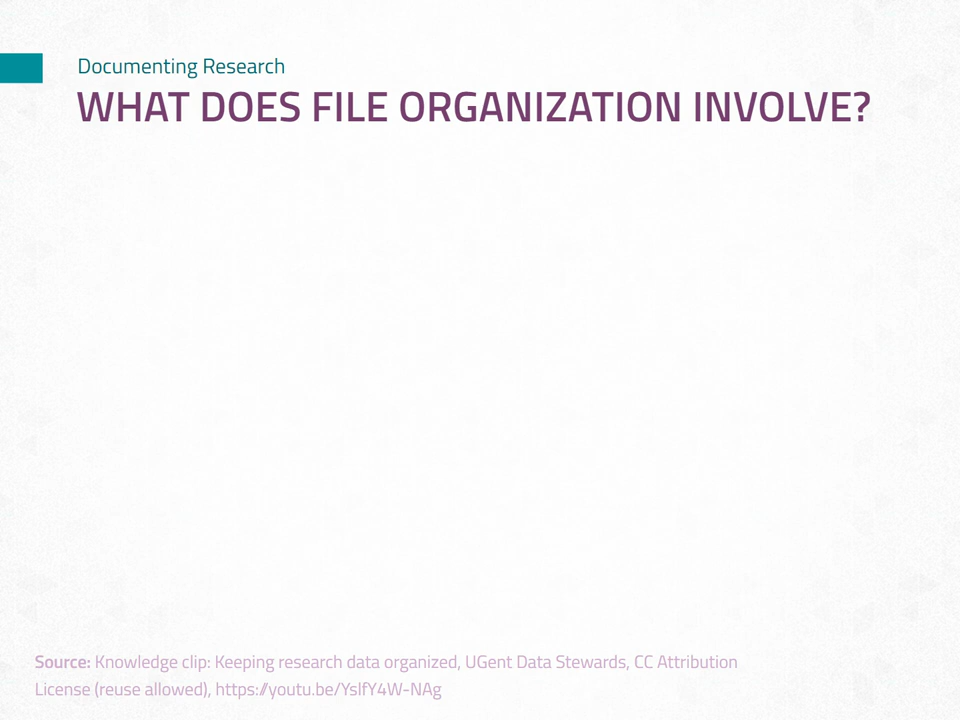 Documenting Research
WHAT DOES FILE ORGANIZATION INVOLVE?
Source: Knowledge clip: Keeping research data organized, UGent Data Stewards, CC Attribution
License (reuse allowed), https://youtu.be/YslfY4W-NAg